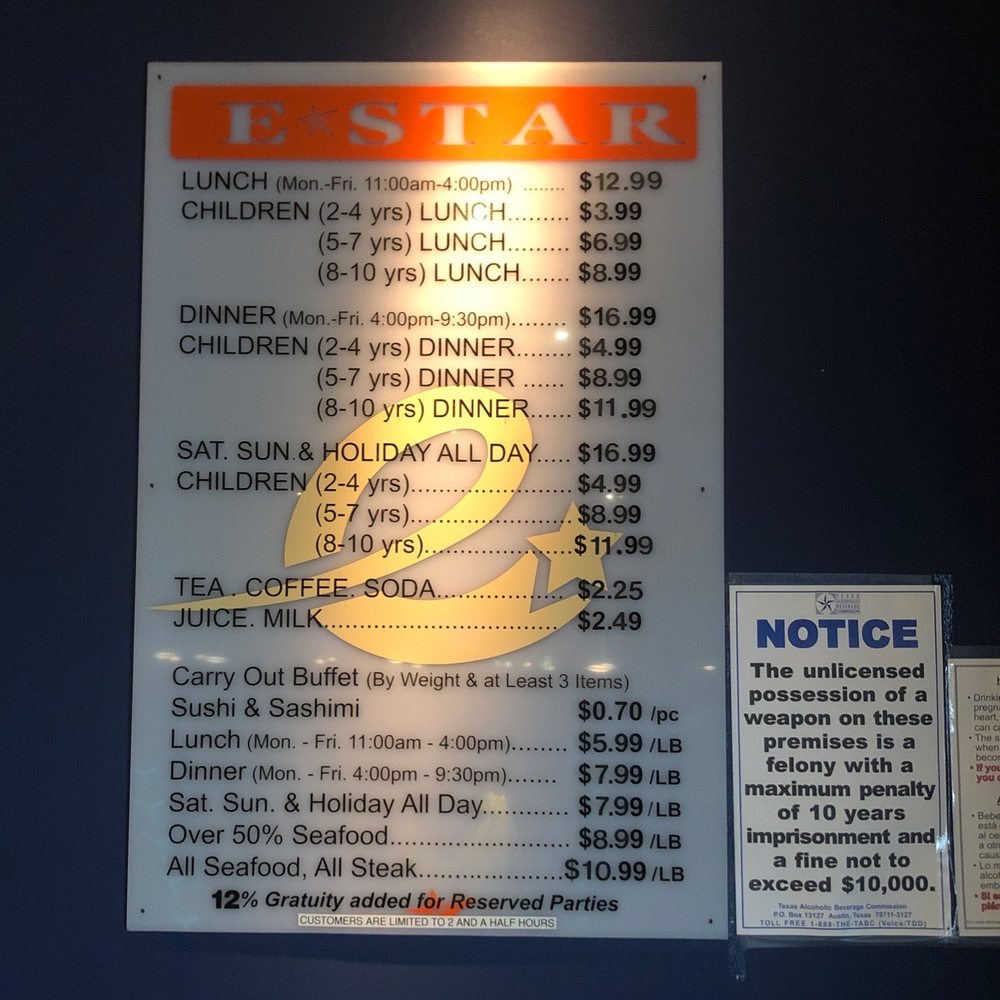 E★STAR
LUNCH (Mon.-Fri. 11:00am-4:00pm) ........ $12.99
CHILDREN (2-4 yrs) LUNCH......... $3.99
(5-7 yrs) LUNCH......... $6.99
(8-10 yrs) LUNCH....... $8.99
DINNER (Mon.-Fri. 4:00pm-9:30pm)........ $16.99
CHILDREN (2-4 yrs) DINNER........ $4.99
(5-7 yrs) DINNER ...... $8.99
(8-10 yrs) DINNER...... $11.99
SAT. SUN.& HOLIDAY ALL DAY..... $16.99
CHILDREN (2-4 yrs)....................... $4.99
(5-7 yrs)....................... $8.99
(8-10 yrs).....................$11.99
TEA . COFFEE. SODA.................... $2.25
JUICE. MILK.................................. $2.49
Carry Out Buffet (By Weight & at Least 3 Items)
Sushi & Sashimi $0.70 /pc
Lunch (Mon. - Fri. 11:00am - 4:00pm)........ $5.99 /LB
Dinner (Mon. - Fri. 4:00pm - 9:30pm)....... $7.99 /LB
Sat. Sun. & Holiday All Day............ $7.99 /LB
Over 50% Seafood......................... $8.99 /LB
All Seafood, All Steak....................$10.99 /LB
12% Gratuity added for Reserved Parties
CUSTOMERS ARE LIMITED TO 2 AND A HALF HOURS
TEXAS
ALCOHOLIC
BEVERAGE
COMMISSION
NOTICE
The unlicensed
possession of a
weapon on these
premises is a
felony with a
maximum penalty
of 10 years
imprisonment and
a fine not to
exceed $10,000.
Texas Alcoholic Beverage Commission
P.O. Box 13127 Austin, Texas 78711-3127
TOLL FREE 1-888-THE-TABC (Voice/TDD)